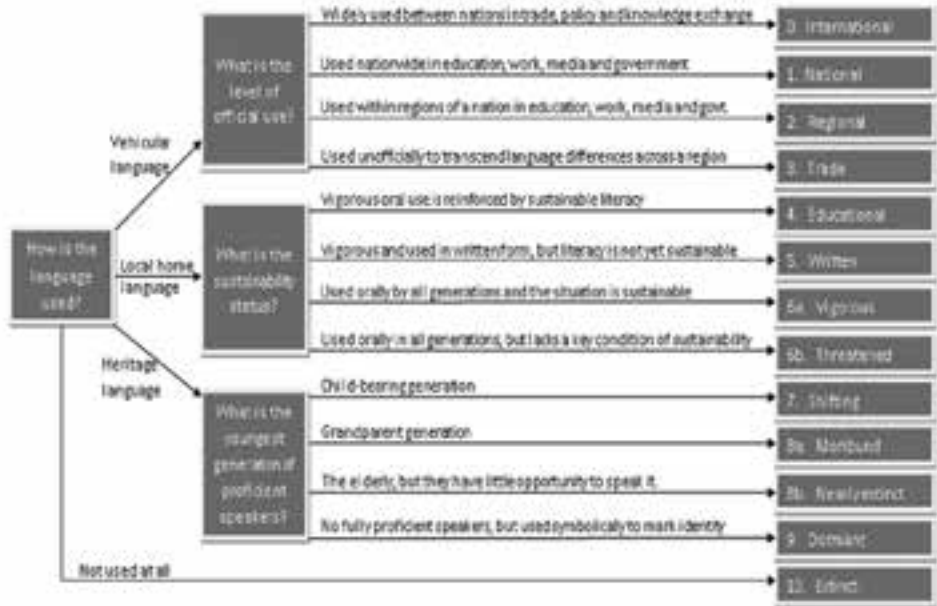 How is the
language
used?
Vehicular
language
Local home
language
Heritage
language
Not used at all
What is the
level of
official use?
Widely used between nations in trade, policy and knowledge exchange
0. International
Used nationwide in education, work, media and government
1. National
Used within regions of a nation in education, work, media and govt.
2. Regional
Used unofficially to transcend language differences across a region
3. Trade
What is the
sustainability
status?
Vigorous oral use is reinforced by sustainable literacy
4. Educational
Vigorous and used in written form, but literacy is not yet sustainable
5. Written
Used orally by all generations and the situation is sustainable
6a. Vigorous
Used orally in all generations, but lacks a key condition of sustainability
6b. Threatened
What is the
youngest
generation of
proficient
speakers?
Child-bearing generation
7. Shifting
Grandparent generation
8a. Moribund
The elderly, but they have little opportunity to speak it.
8b. Nearly extinct
No fully proficient speakers, but used symbolically to mark identity
9. Dormant
10. Extinct